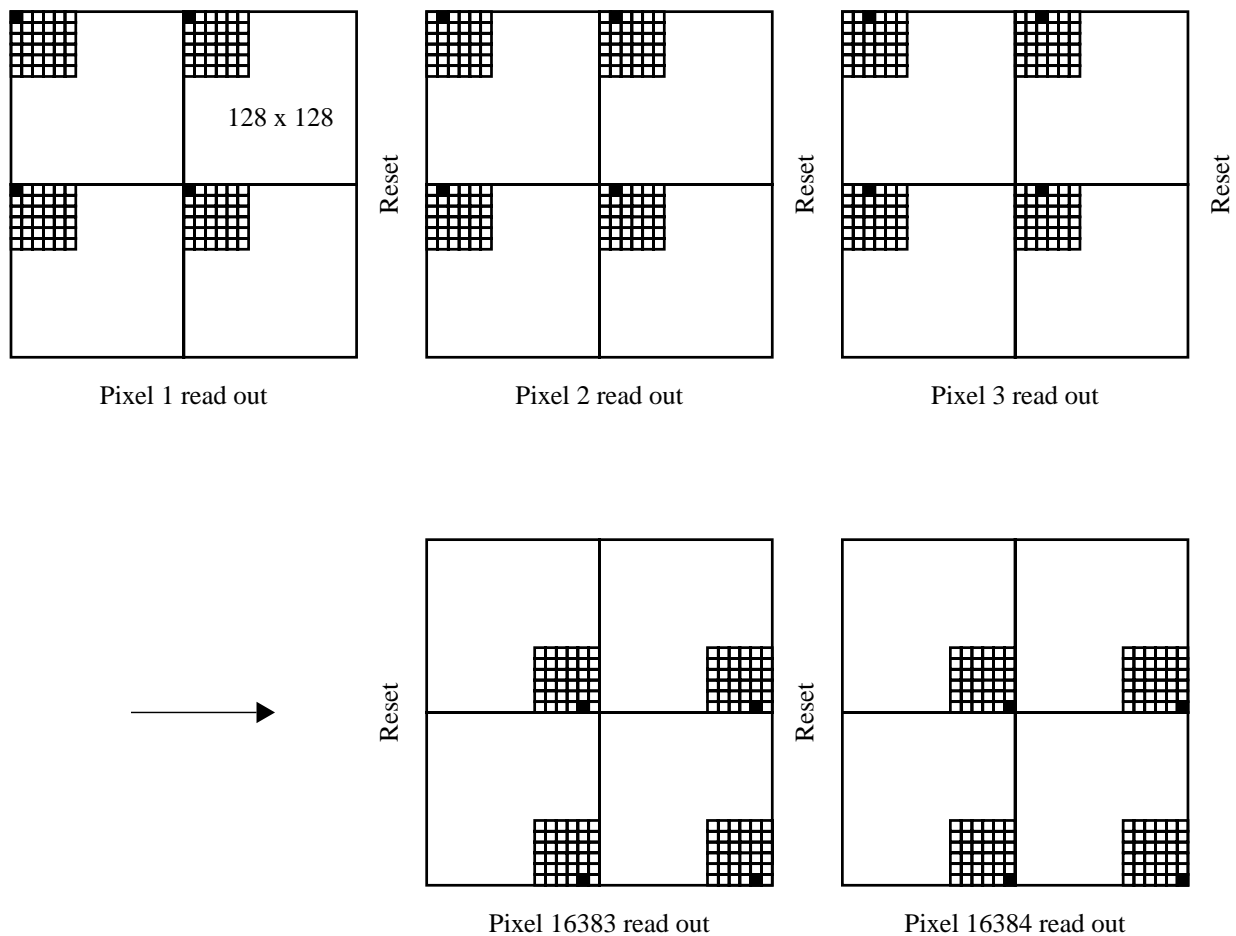 128 x 128
Reset
Reset
Reset
Pixel 1 read out
Pixel 2 read out
Pixel 3 read out
Reset
Reset
Pixel 16383 read out
Pixel 16384 read out